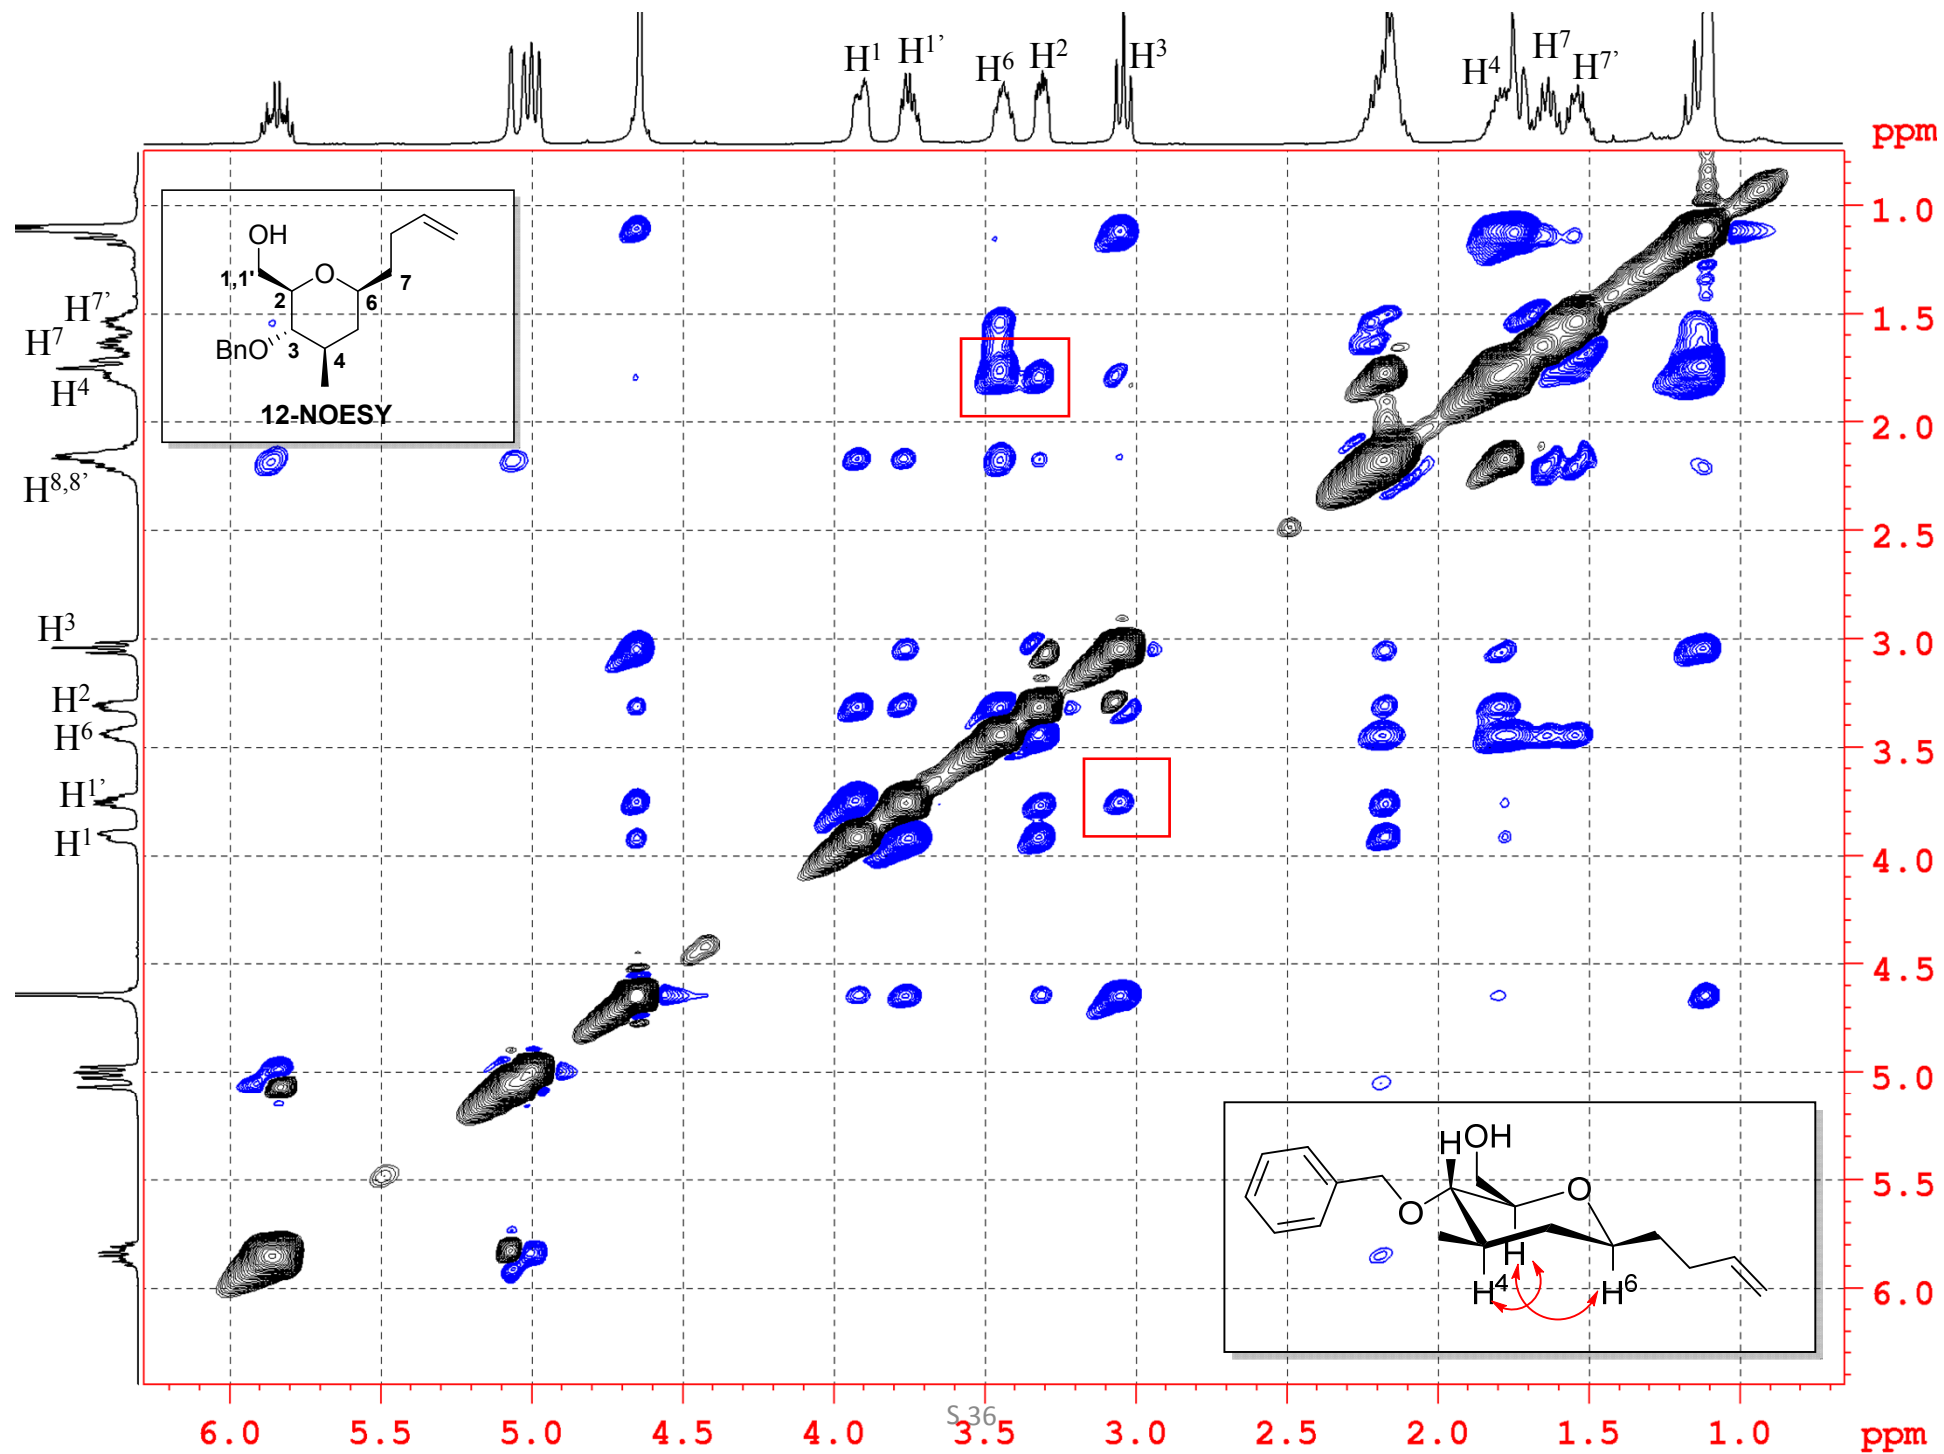 H¹ H¹’ H⁶ H² H³ H⁴ H⁷ H⁷’
ppm
1.0
1.5
2.0
2.5
3.0
3.5
4.0
4.5
5.0
5.5
6.0
H⁷’
H⁷
H⁴
H⁸,⁸’
H³
H²
H⁶
H¹’
H¹
OH
1,1' O 7
2 6
BnO 3 4
12-NOESY
H OH
O
O
H
H⁴ H⁶
S 36
6.0 5.5 5.0 4.5 4.0 3.5 3.0 2.5 2.0 1.5 1.0 ppm